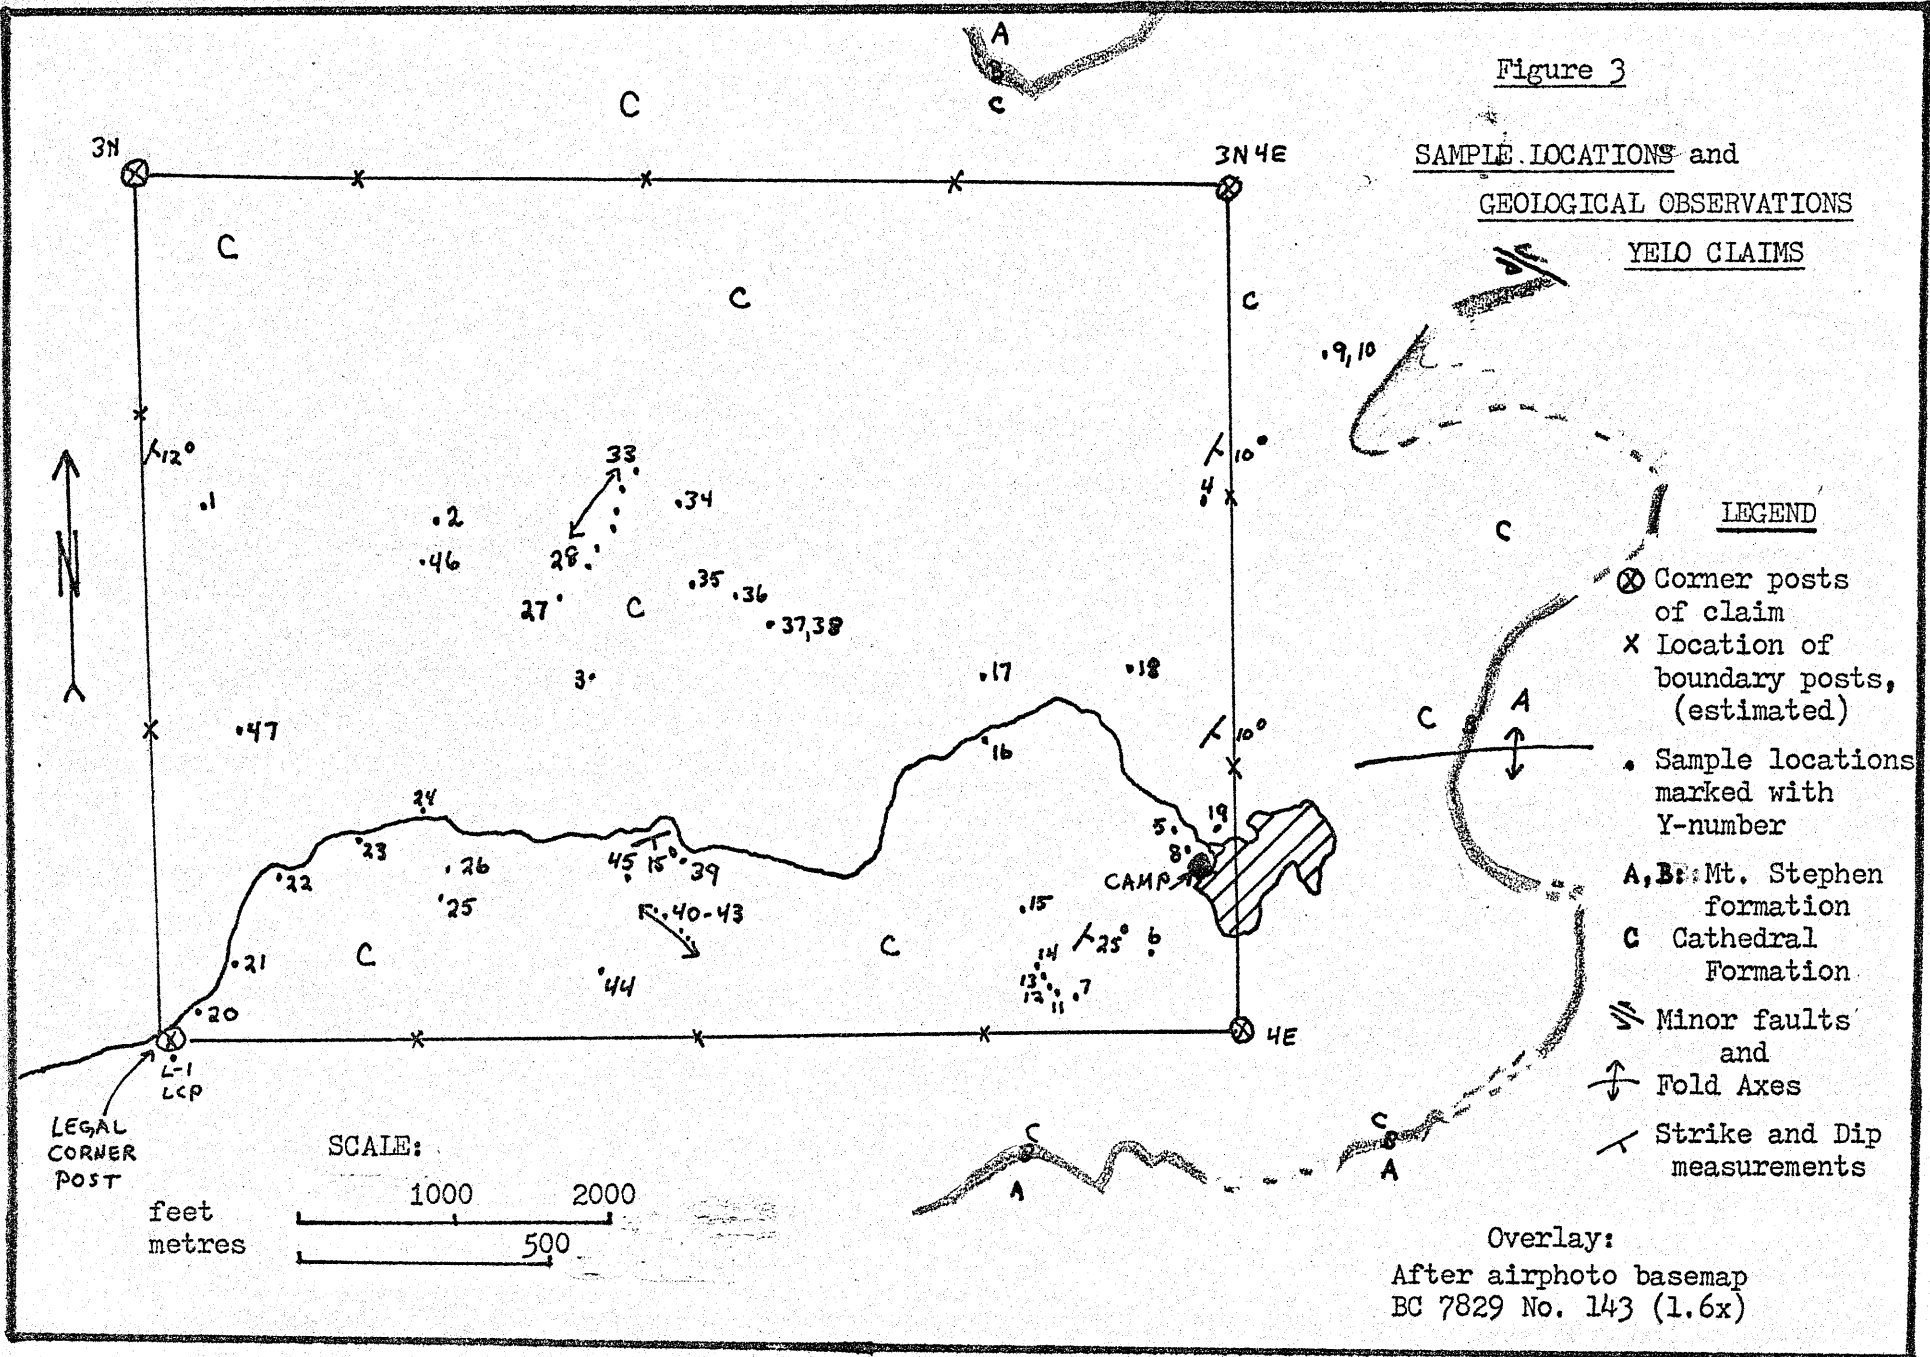 Figure 3
SAMPLE LOCATIONS and
GEOLOGICAL OBSERVATIONS
YELO CLAIMS
A
B
C
C
3N
3N 4E
C
C
C
.9,10
12°
10°
.1
.2
.46
33
28
27
.34
.35
.36
.37,38
C
4
3.
.17
.18
.47
16
10°
C
C
A
N
24
23
.22
.26
.25
45
15°
39
.40-43
5.
19
8.
CAMP
.15
25°
6
14
13
12
11
.7
.21
C
C
.44
.20
4E
L-1
LCP
LEGAL
CORNER
POST
C
A
C
B
A
LEGEND
Corner posts
of claim
X Location of
boundary posts,
(estimated)
. Sample locations
marked with
Y-number
A,B: Mt. Stephen
formation
C Cathedral
Formation
Minor faults
and
Fold Axes
Strike and Dip
measurements
SCALE:
1000 2000
feet
metres
500
Overlay:
After airphoto basemap
BC 7829 No. 143 (1.6x)